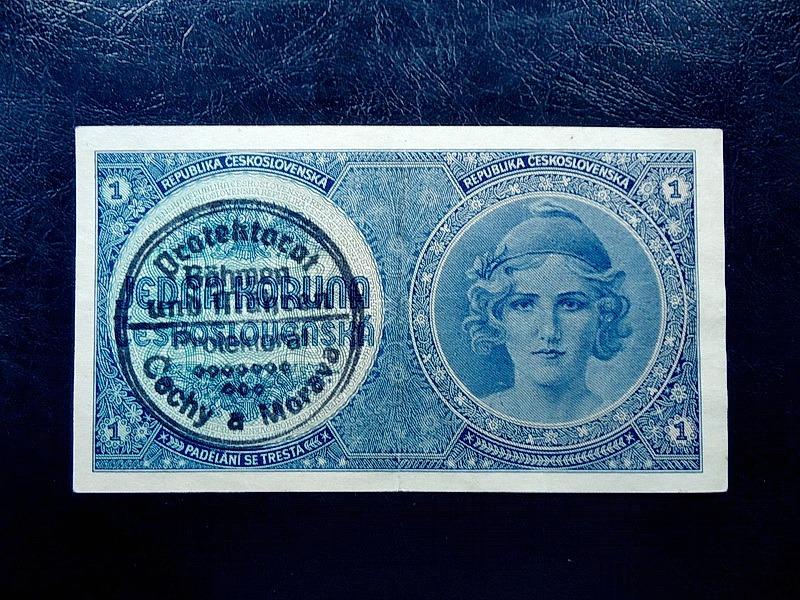 REPUBLIKA ČESKOSLOVENSKÁ
REPUBLIKA ČESKOSLOVENSKÁ
1
1
Protektorat
Böhmen
JEDNA KORUNA
und Mähren
ČESKOSLOVENSKÁ
Protektorat
Čechy a Morava
1
1
PADĚLÁNÍ SE TRESTÁ